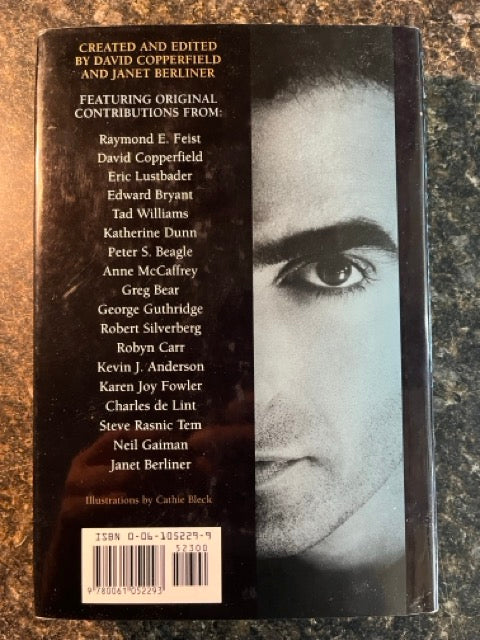 CREATED AND EDITED
BY DAVID COPPERFIELD
AND JANET BERLINER
FEATURING ORIGINAL
CONTRIBUTIONS FROM:
Raymond E. Feist
David Copperfield
Eric Lustbader
Edward Bryant
Tad Williams
Katherine Dunn
Peter S. Beagle
Anne McCaffrey
Greg Bear
George Guthridge
Robert Silverberg
Robyn Carr
Kevin J. Anderson
Karen Joy Fowler
Charles de Lint
Steve Rasnic Tem
Neil Gaiman
Janet Berliner
Illustrations by Cathie Bleck
ISBN 0-06-105229-9
52300
9 780061 052293